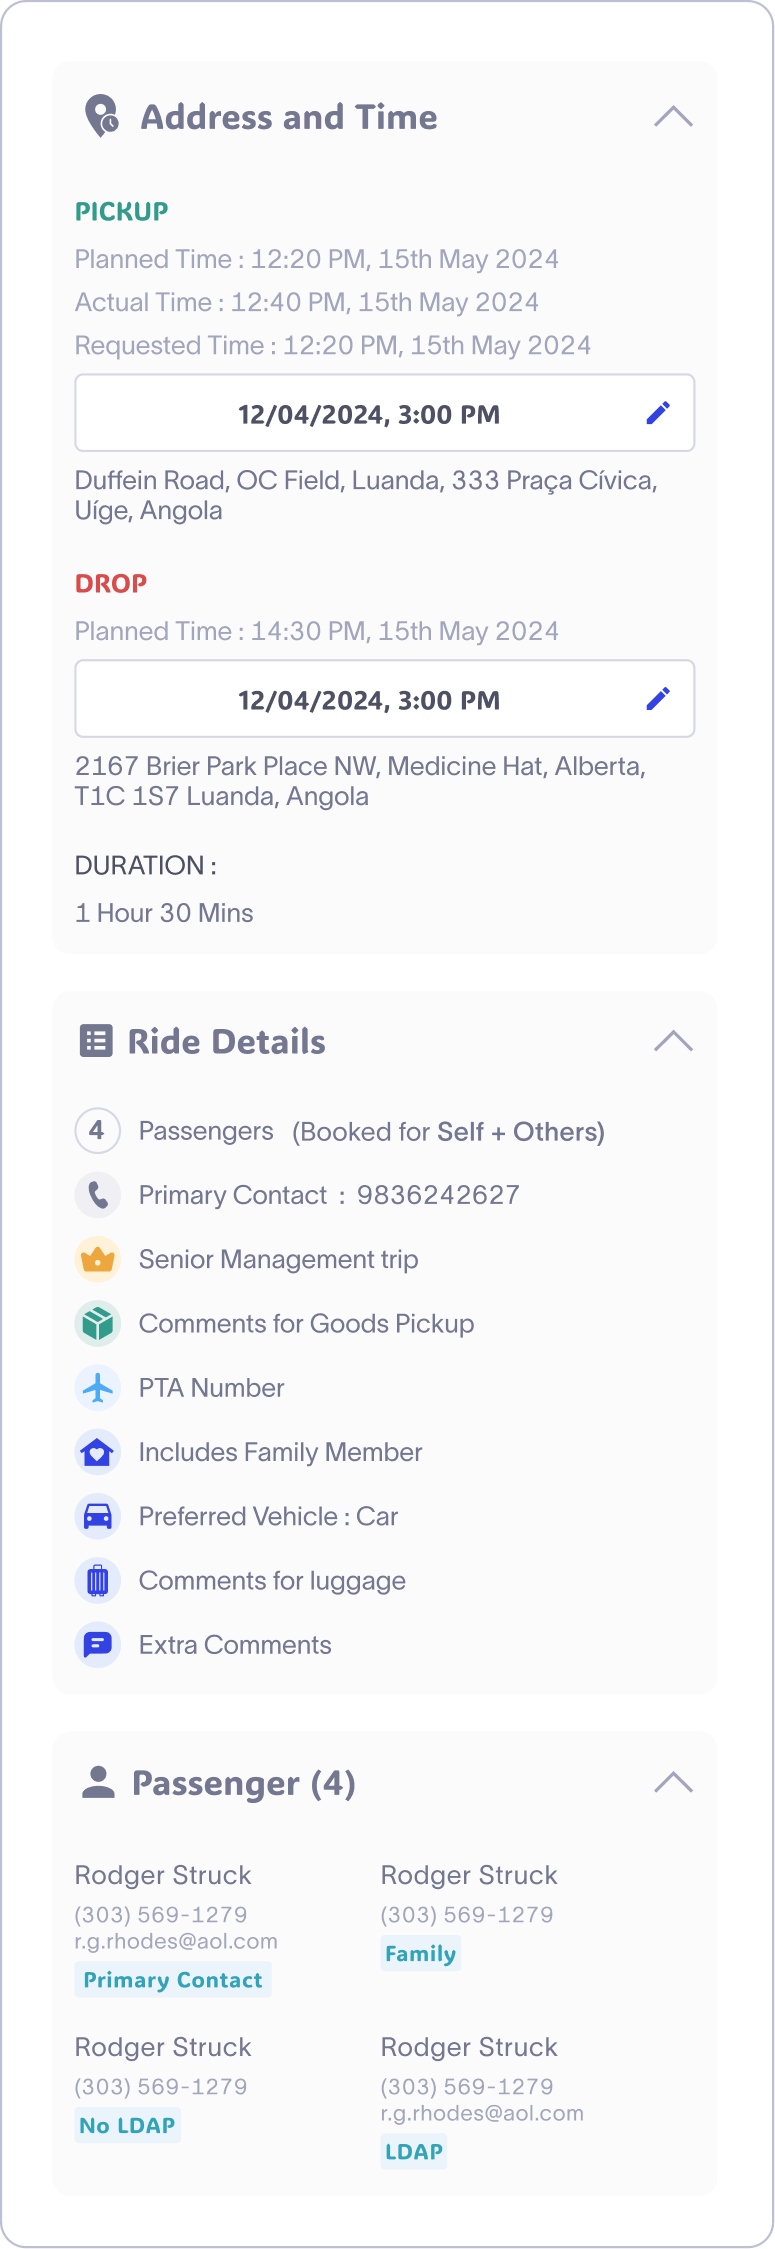 Address and Time
PICKUP
Planned Time : 12:20 PM, 15th May 2024
Actual Time : 12:40 PM, 15th May 2024
Requested Time : 12:20 PM, 15th May 2024
12/04/2024, 3:00 PM
Duffein Road, OC Field, Luanda, 333 Praça Cívica,
Uíge, Angola
DROP
Planned Time : 14:30 PM, 15th May 2024
12/04/2024, 3:00 PM
2167 Brier Park Place NW, Medicine Hat, Alberta,
T1C 1S7 Luanda, Angola
DURATION :
1 Hour 30 Mins
Ride Details
4 Passengers (Booked for Self + Others)
Primary Contact : 9836242627
Senior Management trip
Comments for Goods Pickup
PTA Number
Includes Family Member
Preferred Vehicle : Car
Comments for luggage
Extra Comments
Passenger (4)
Rodger Struck
(303) 569-1279
r.g.rhodes@aol.com
Primary Contact
Rodger Struck
(303) 569-1279
Family
Rodger Struck
(303) 569-1279
No LDAP
Rodger Struck
(303) 569-1279
r.g.rhodes@aol.com
LDAP